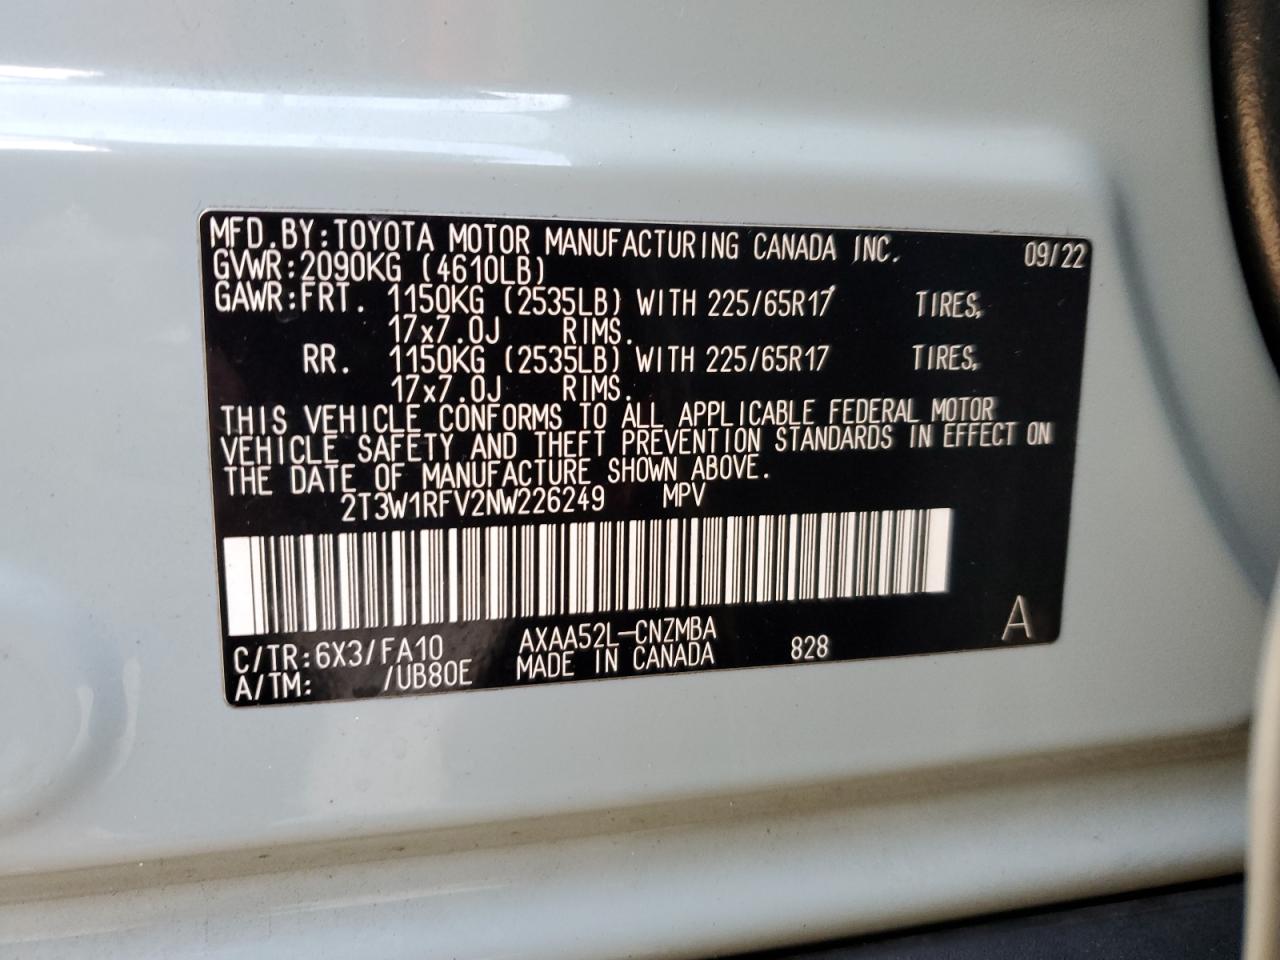 MFD.BY:TOYOTA MOTOR MANUFACTURING CANADA INC. 09/22
GVWR:2090KG (4610LB)
GAWR:FRT. 1150KG (2535LB) WITH 225/65R17 TIRES,
17x7.0J RIMS.
RR. 1150KG (2535LB) WITH 225/65R17 TIRES,
17x7.0J RIMS.
THIS VEHICLE CONFORMS TO ALL APPLICABLE FEDERAL MOTOR
VEHICLE SAFETY AND THEFT PREVENTION STANDARDS IN EFFECT ON
THE DATE OF MANUFACTURE SHOWN ABOVE.
2T3W1RFV2NW226249 MPV
C/TR:6X3/FA10 AXAA52L-CNZMBA 828 A
A/TM: /UB80E MADE IN CANADA